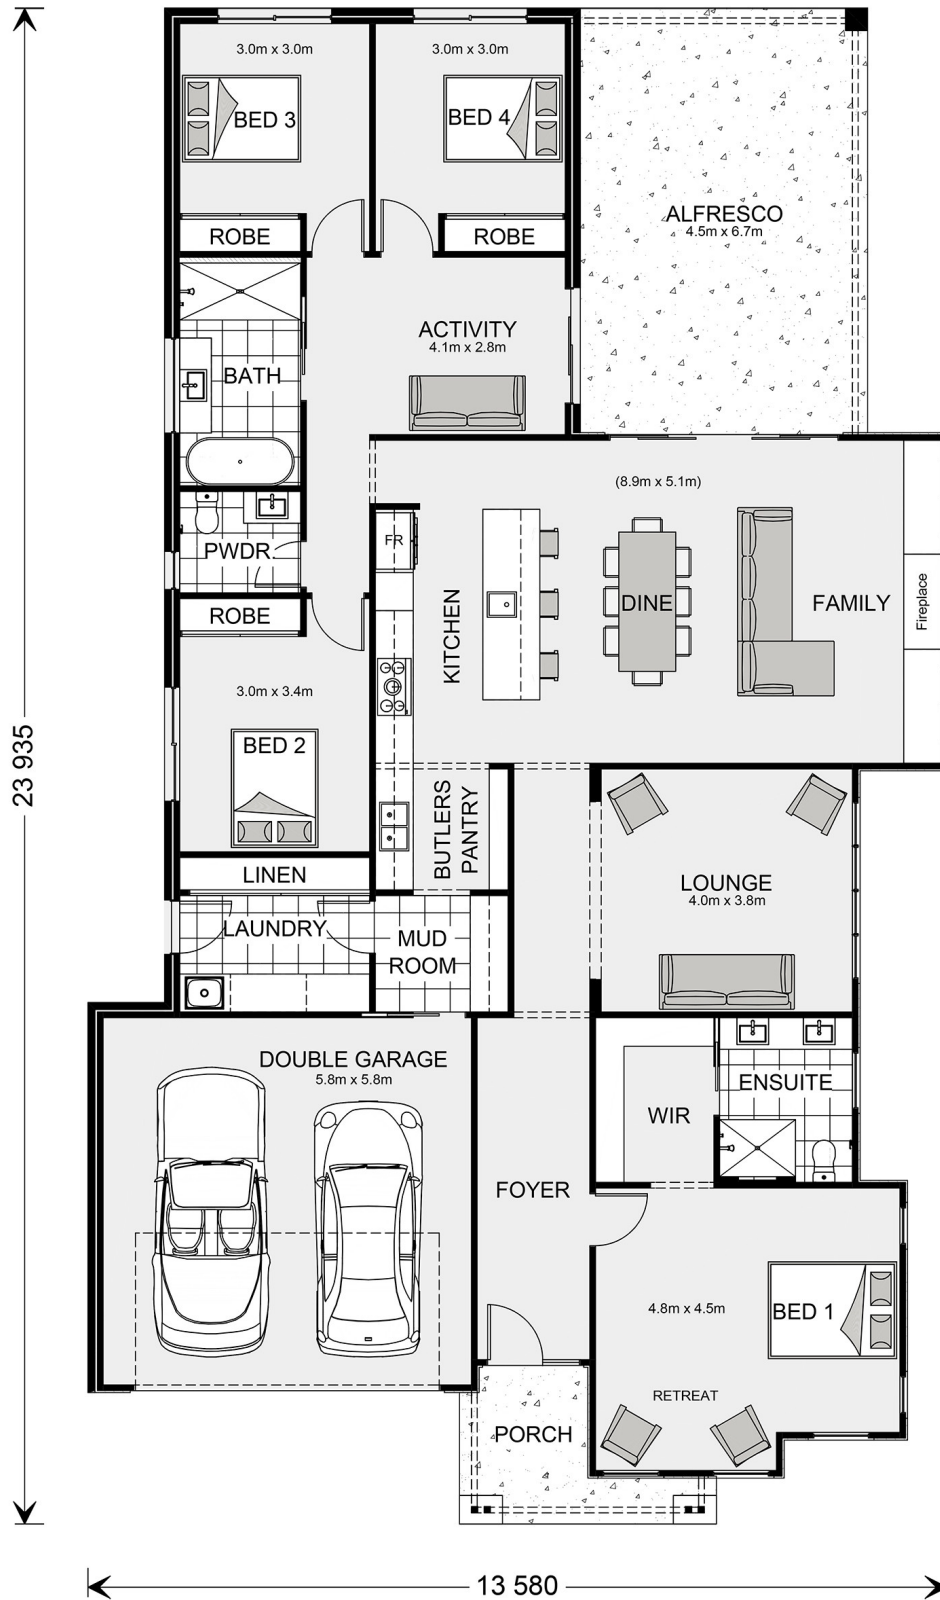 3.0m x 3.0m
3.0m x 3.0m
BED 3
BED 4
ROBE
ROBE
ALFRESCO
4.5m x 6.7m
ACTIVITY
4.1m x 2.8m
BATH
(8.9m x 5.1m)
PWDR.
FR
KITCHEN
DINE
FAMILY
Fireplace
ROBE
3.0m x 3.4m
BED 2
23 935
BUTLERS
PANTRY
LINEN
LOUNGE
4.0m x 3.8m
LAUNDRY
MUD
ROOM
DOUBLE GARAGE
5.8m x 5.8m
ENSUITE
WIR
FOYER
4.8m x 4.5m
BED 1
RETREAT
PORCH
13 580